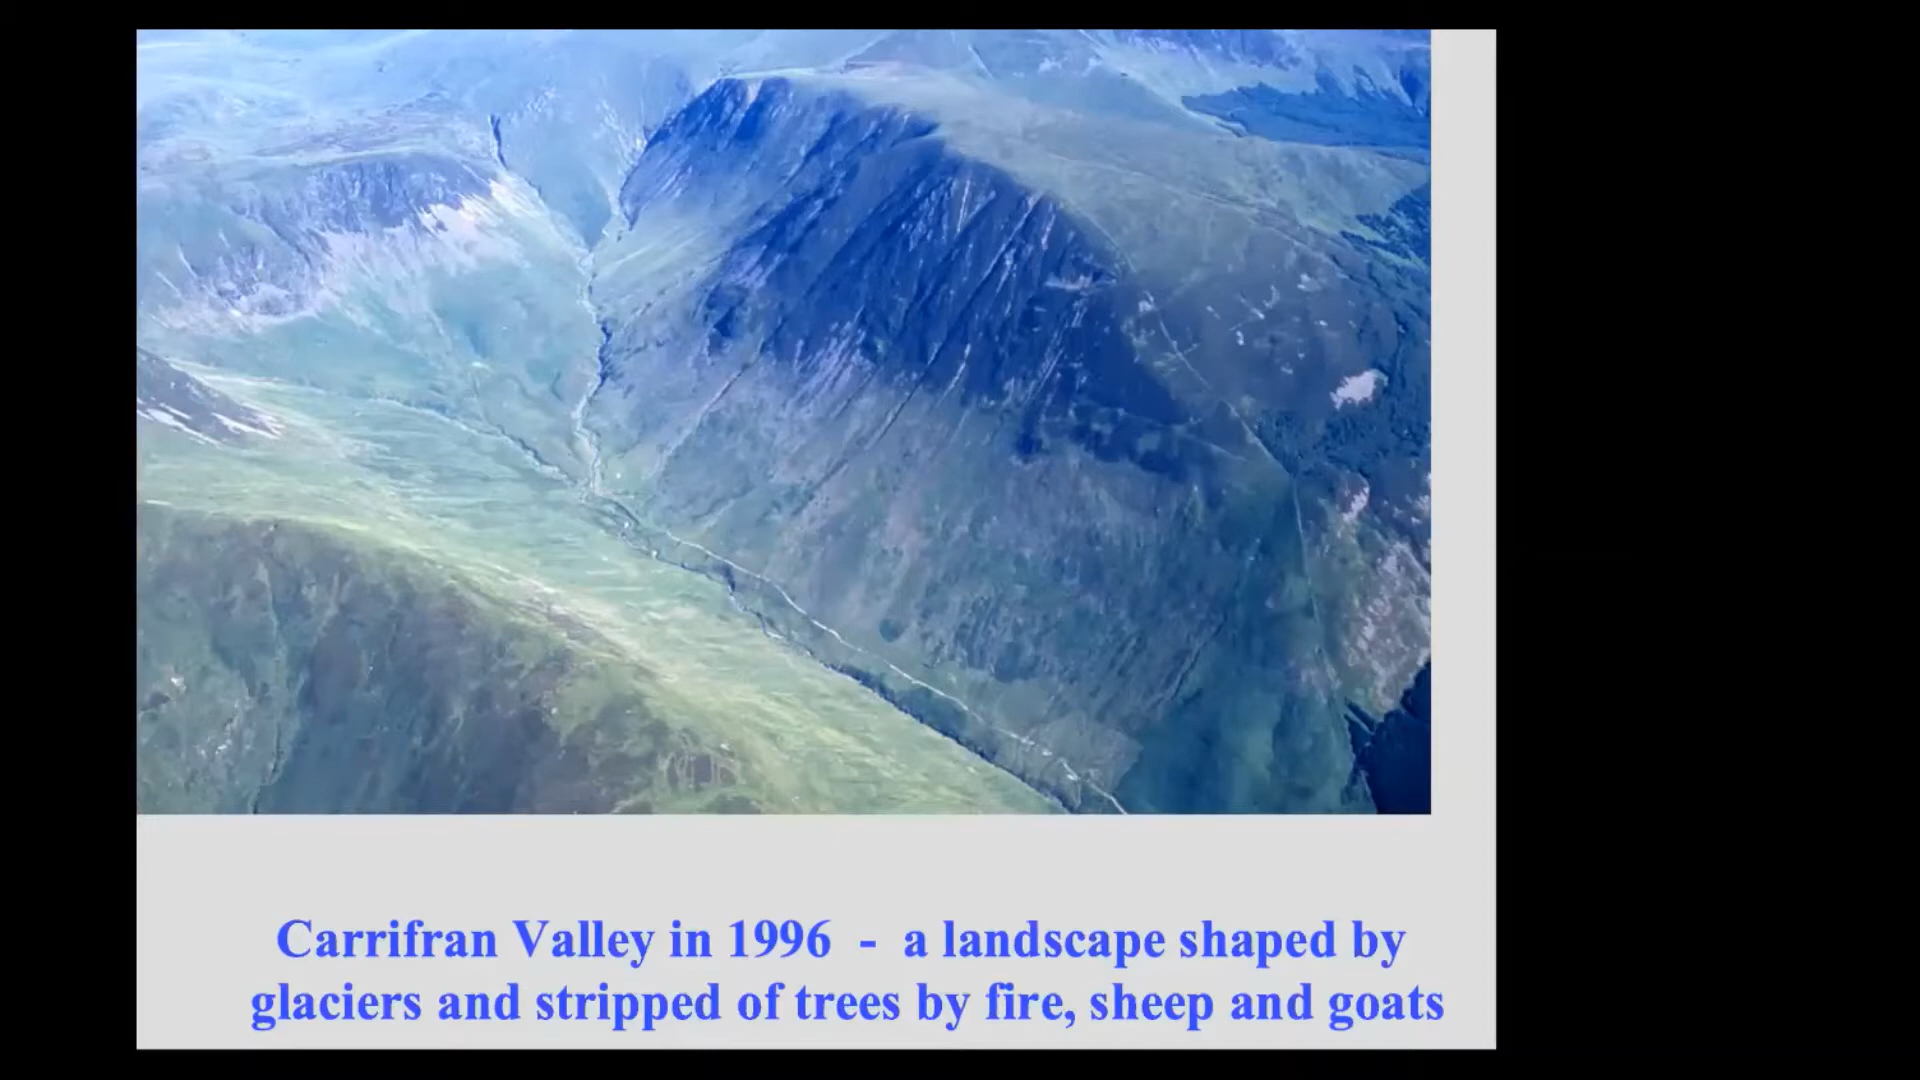 Carrifran Valley in 1996 - a landscape shaped by
glaciers and stripped of trees by fire, sheep and goats